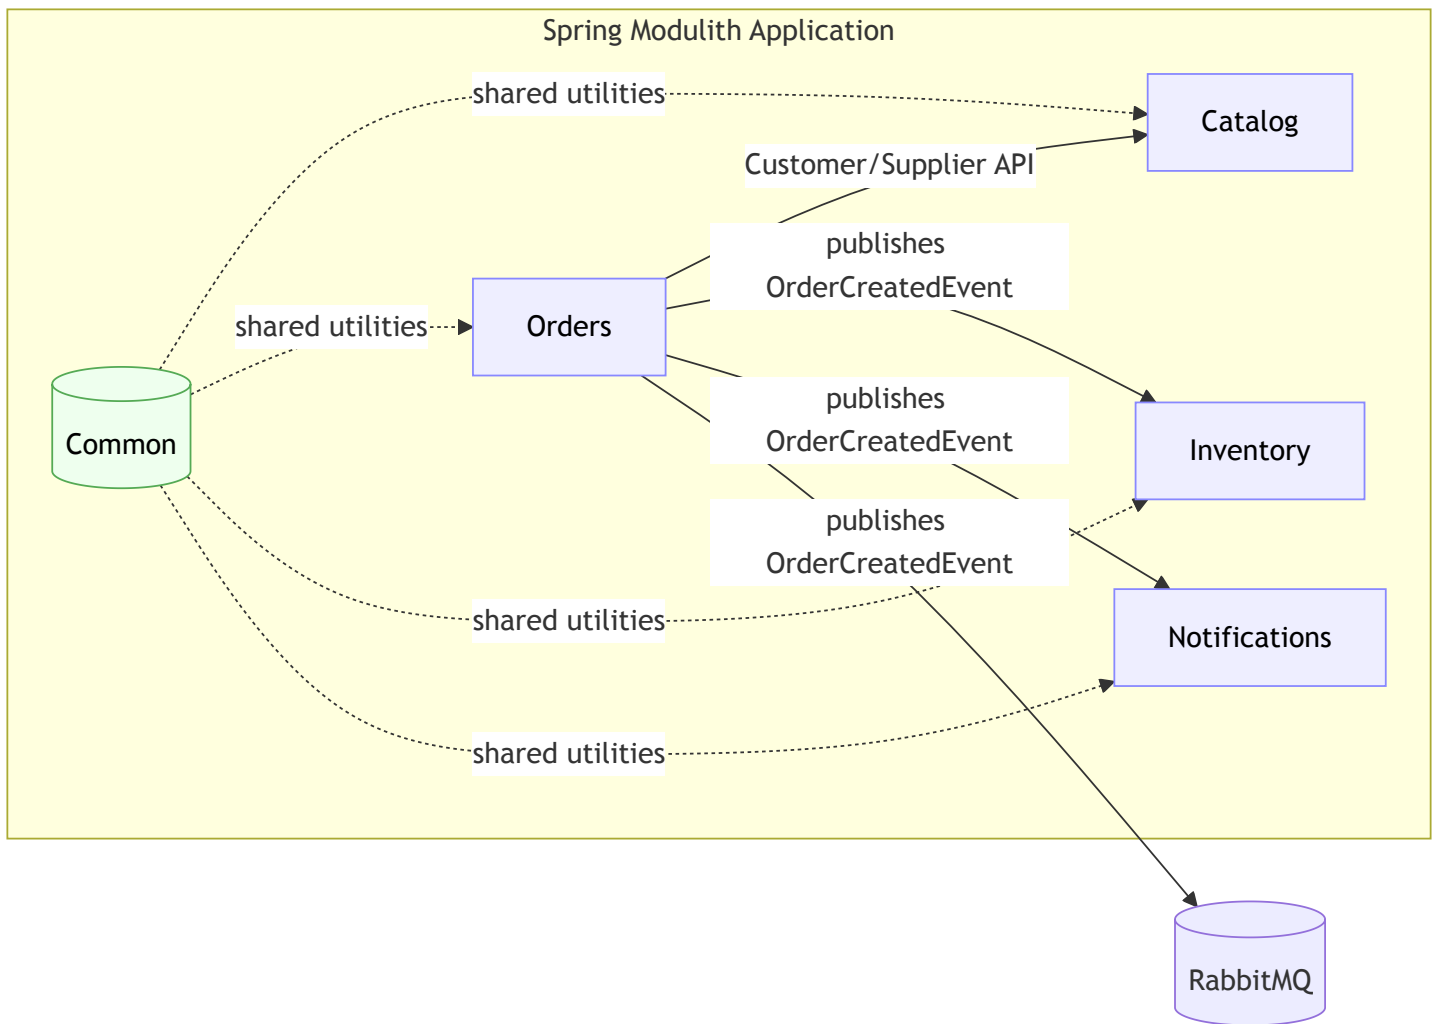 Spring Modulith Application
shared utilities
Catalog
Customer/Supplier API
publishes
OrderCreatedEvent
shared utilities
Orders
publishes
OrderCreatedEvent
Common
Inventory
publishes
OrderCreatedEvent
shared utilities
Notifications
shared utilities
RabbitMQ